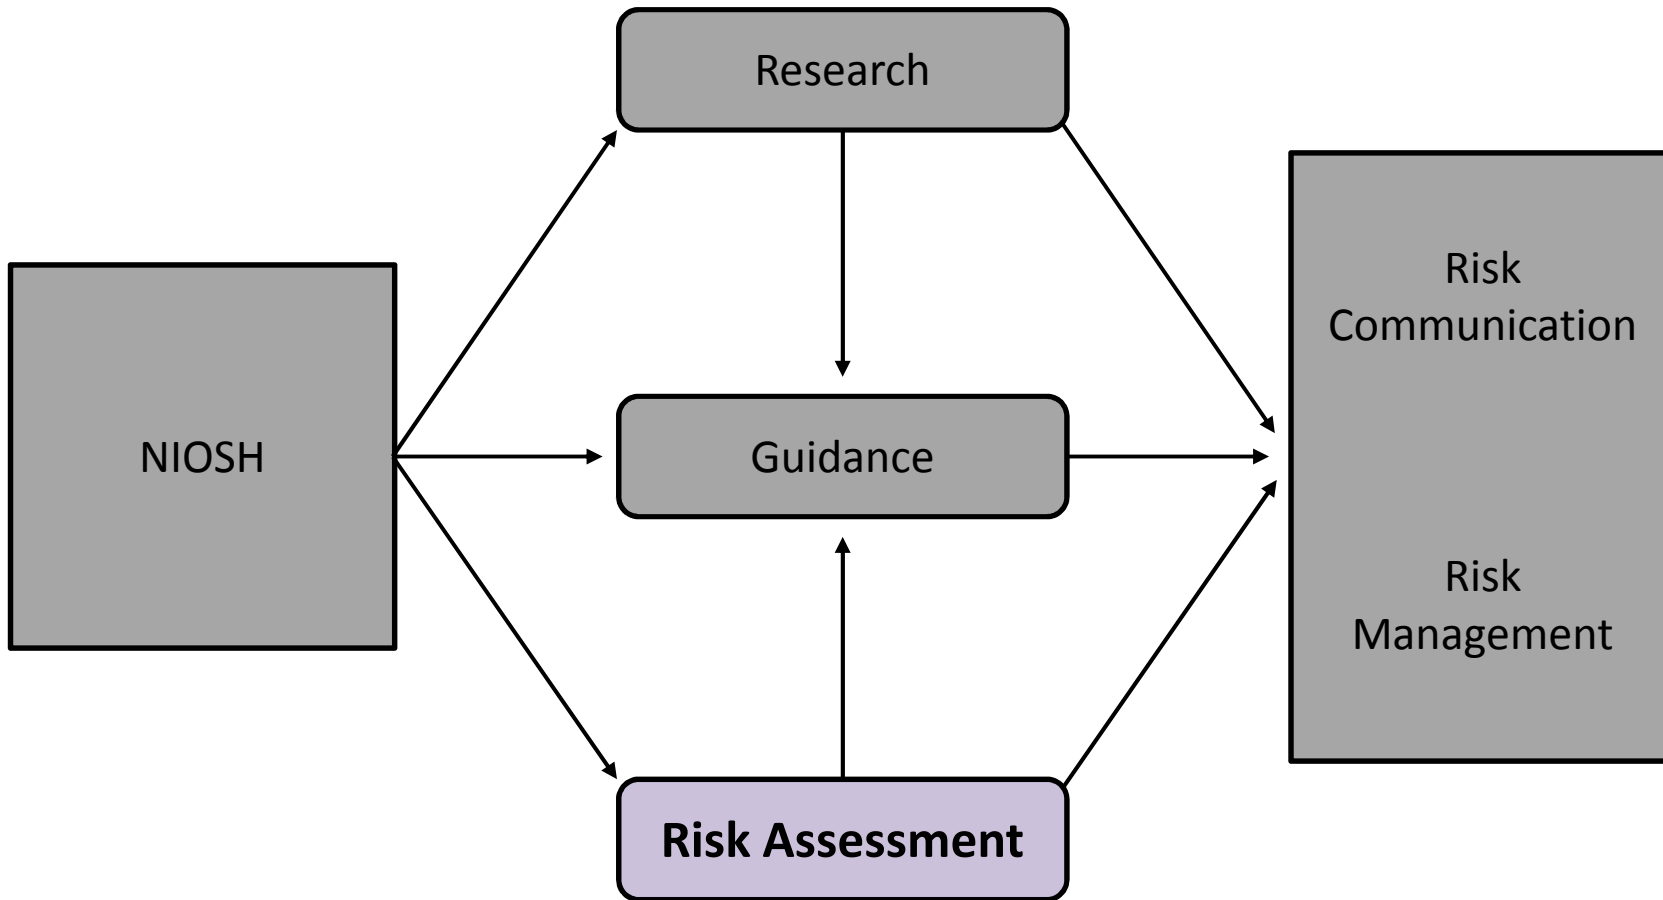 Research
NIOSH
Guidance
Risk Assessment
Risk
Communication
Risk
Management